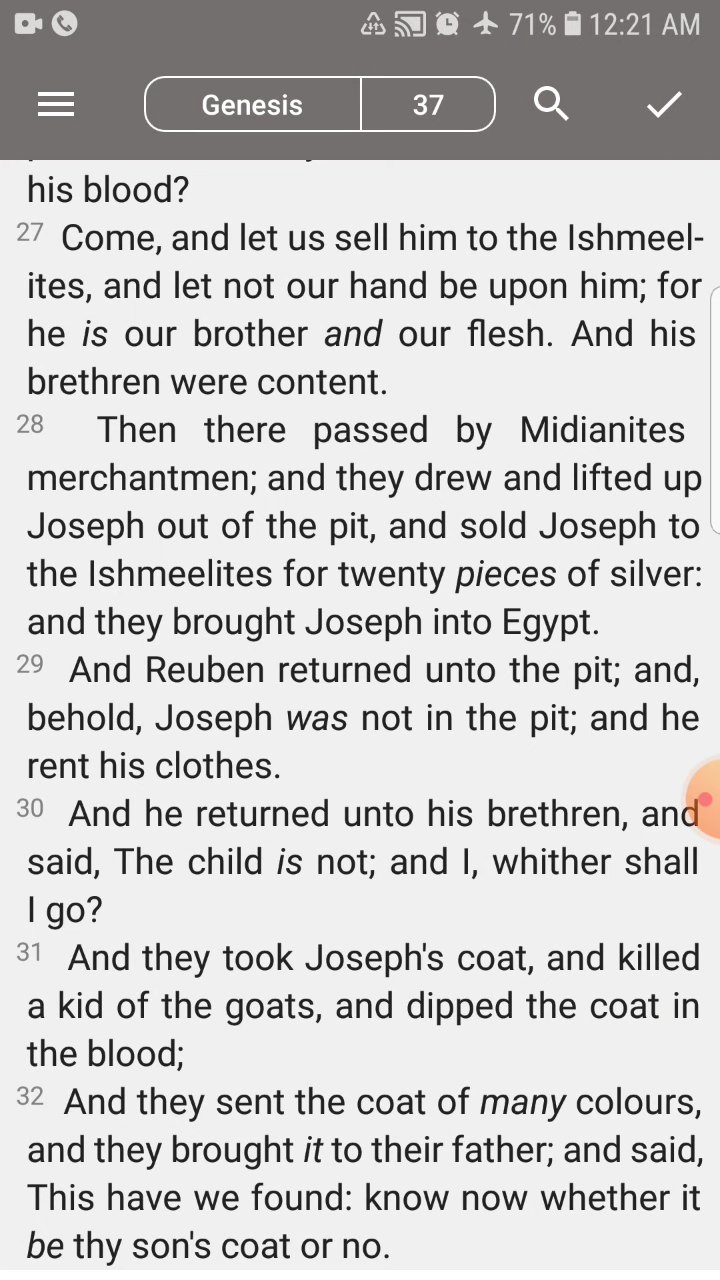 71% 12:21 AM
Genesis 37
his blood?
27 Come, and let us sell him to the Ishmeel-
ites, and let not our hand be upon him; for
he is our brother and our flesh. And his
brethren were content.
28 Then there passed by Midianites
merchantmen; and they drew and lifted up
Joseph out of the pit, and sold Joseph to
the Ishmeelites for twenty pieces of silver:
and they brought Joseph into Egypt.
29 And Reuben returned unto the pit; and,
behold, Joseph was not in the pit; and he
rent his clothes.
30 And he returned unto his brethren, and
said, The child is not; and I, whither shall
I go?
31 And they took Joseph's coat, and killed
a kid of the goats, and dipped the coat in
the blood;
32 And they sent the coat of many colours,
and they brought it to their father; and said,
This have we found: know now whether it
be thy son's coat or no.